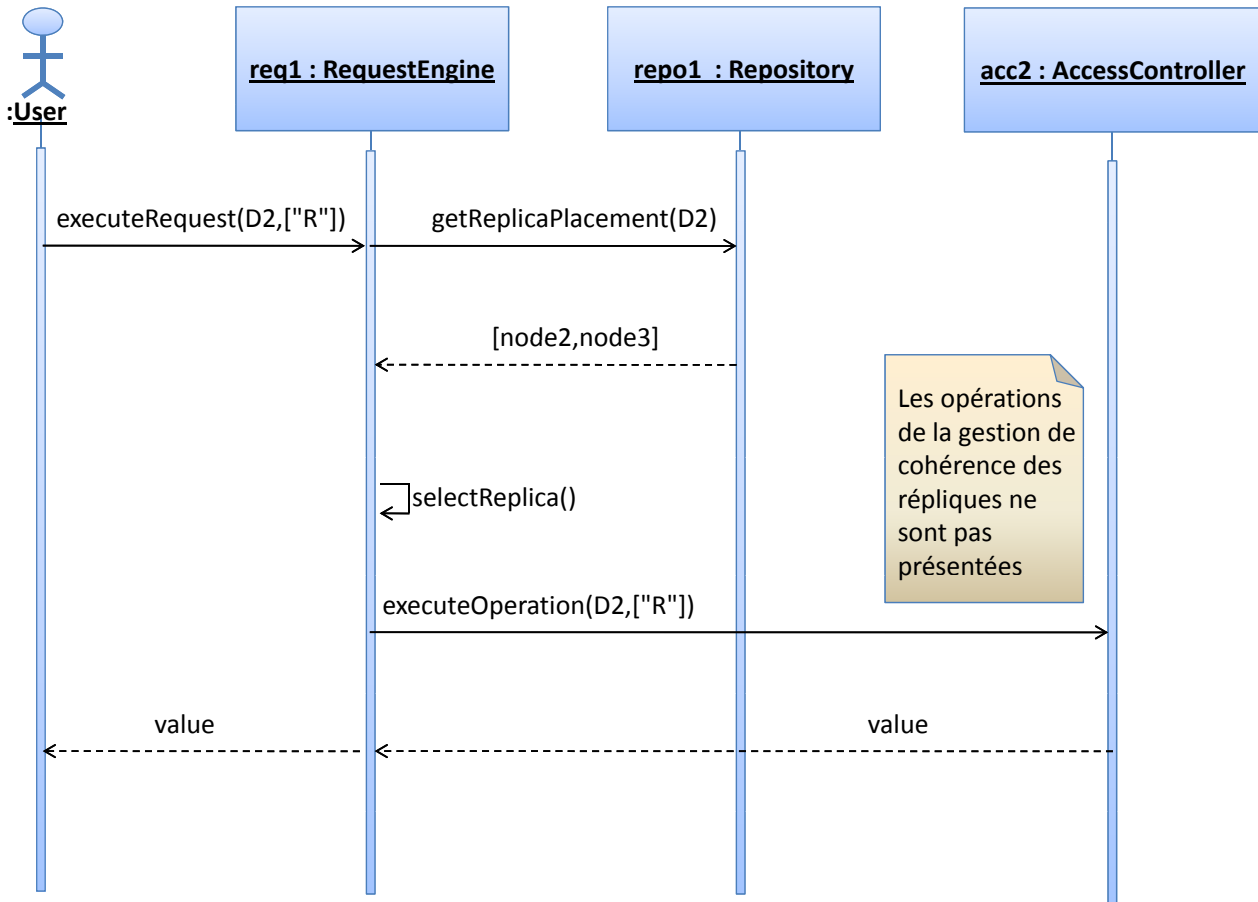 :User
req1 : RequestEngine
repo1 : Repository
acc2 : AccessController
executeRequest(D2,["R"])
getReplicaPlacement(D2)
[node2,node3]
Les opérations
de la gestion de
cohérence des
répliques ne
sont pas
présentées
selectReplica()
executeOperation(D2,["R"])
value
value